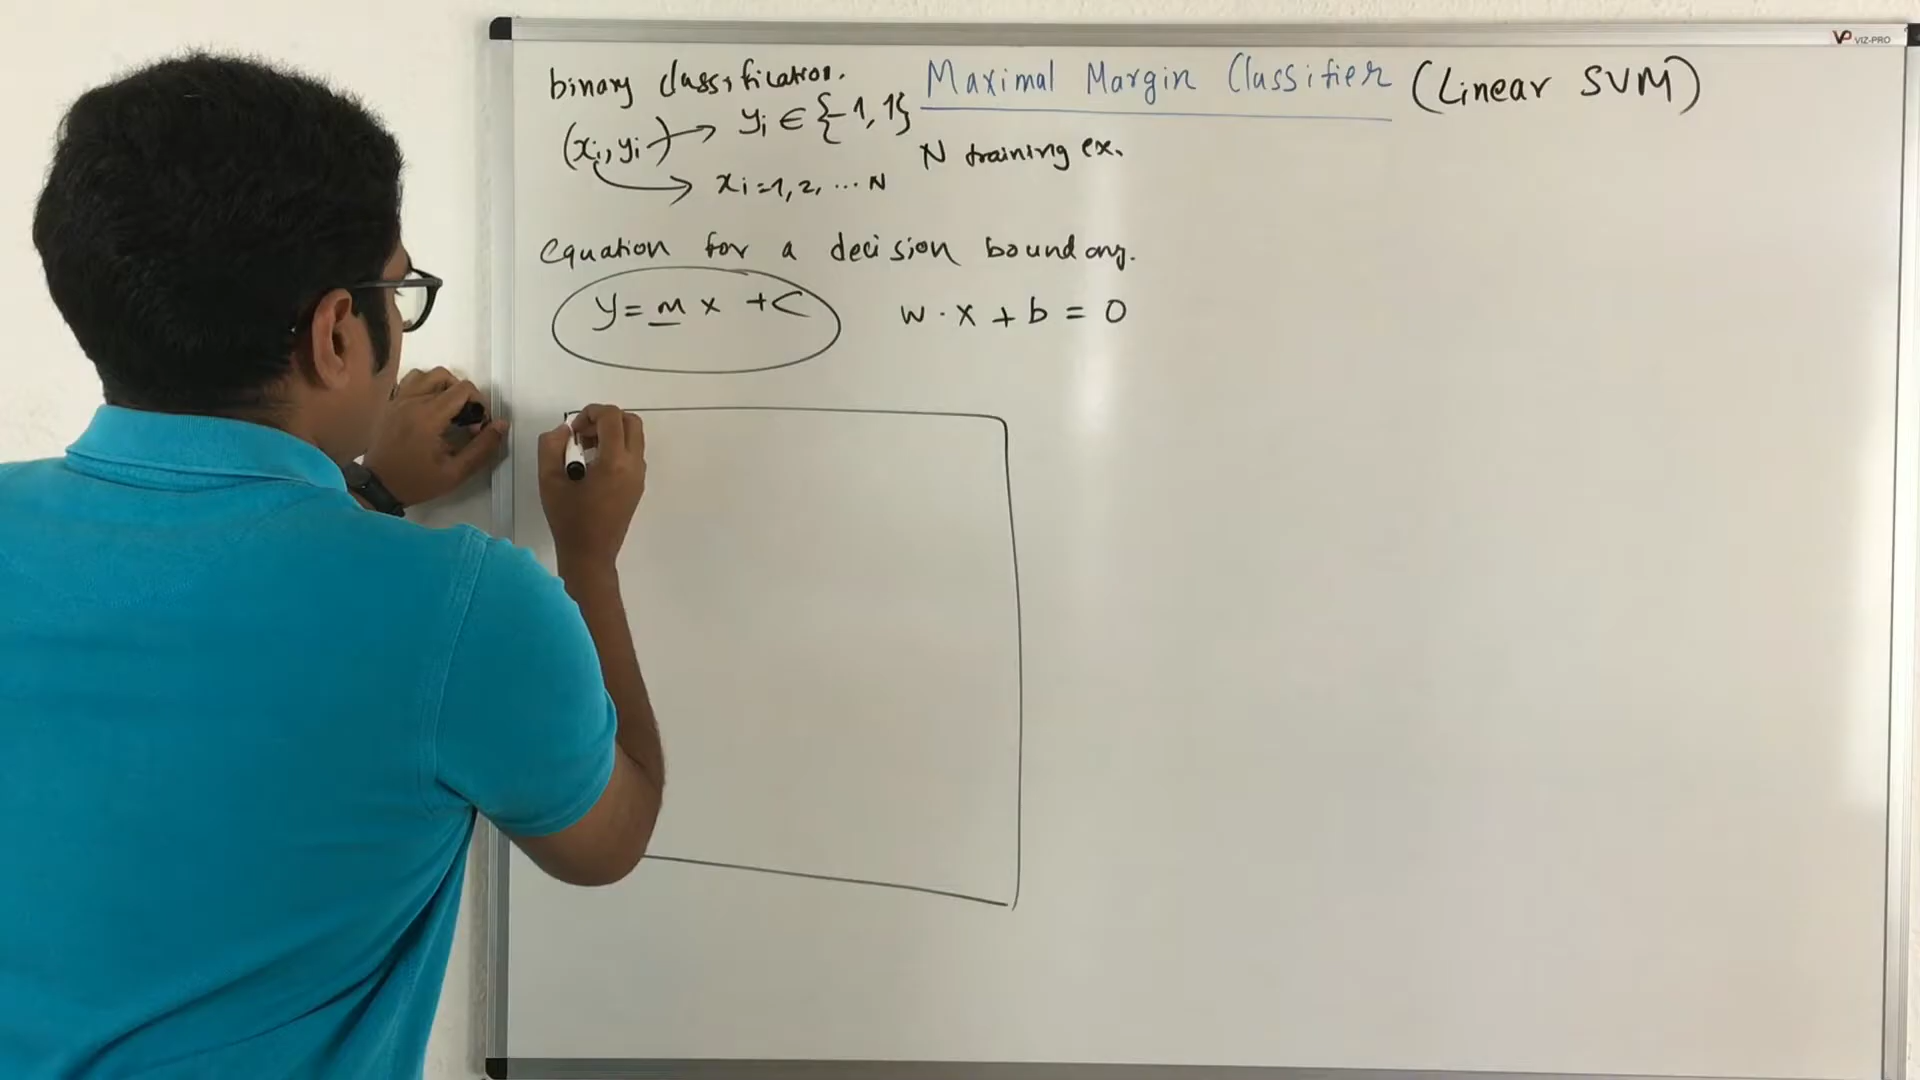 binary classification. Maximal Margin Classifier (Linear SVM)
(xi, yi) → yi ∈ {-1, 1} N training ex.
→ xi = 1, 2, ... N
equation for a decision boundary.
y = m x + c w · x + b = 0
VP VIZ-PRO